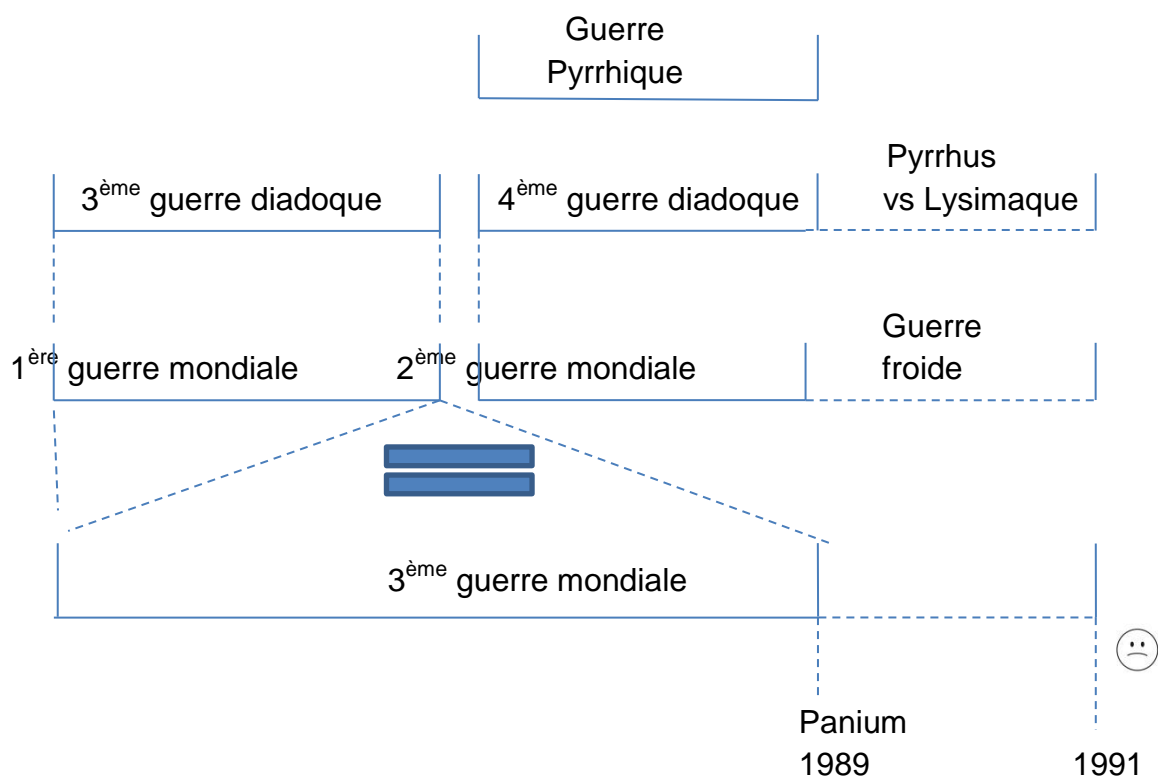 Guerre
Pyrrhique
Pyrrhus
3ème guerre diadoque 4ème guerre diadoque vs Lysimaque
Guerre
1ère guerre mondiale 2ème guerre mondiale froide
3ème guerre mondiale
Panium
1989 1991